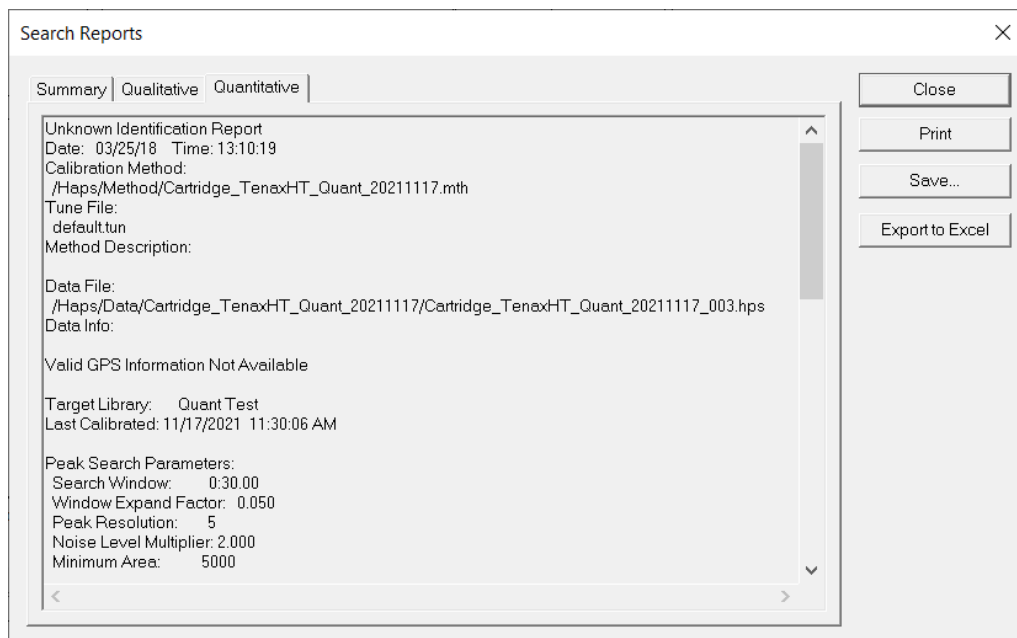 Search Reports
Summary Qualitative Quantitative
Close
Print
Save...
Export to Excel
Unknown Identification Report
Date: 03/25/18 Time: 13:10:19
Calibration Method:
/Haps/Method/Cartridge_TenaxHT_Quant_20211117.mth
Tune File:
default.tun
Method Description:
Data File:
/Haps/Data/Cartridge_TenaxHT_Quant_20211117/Cartridge_TenaxHT_Quant_20211117_003.hps
Data Info:
Valid GPS Information Not Available
Target Library: Quant Test
Last Calibrated: 11/17/2021 11:30:06 AM
Peak Search Parameters:
Search Window: 0:30.00
Window Expand Factor: 0.050
Peak Resolution: 5
Noise Level Multiplier: 2.000
Minimum Area: 5000